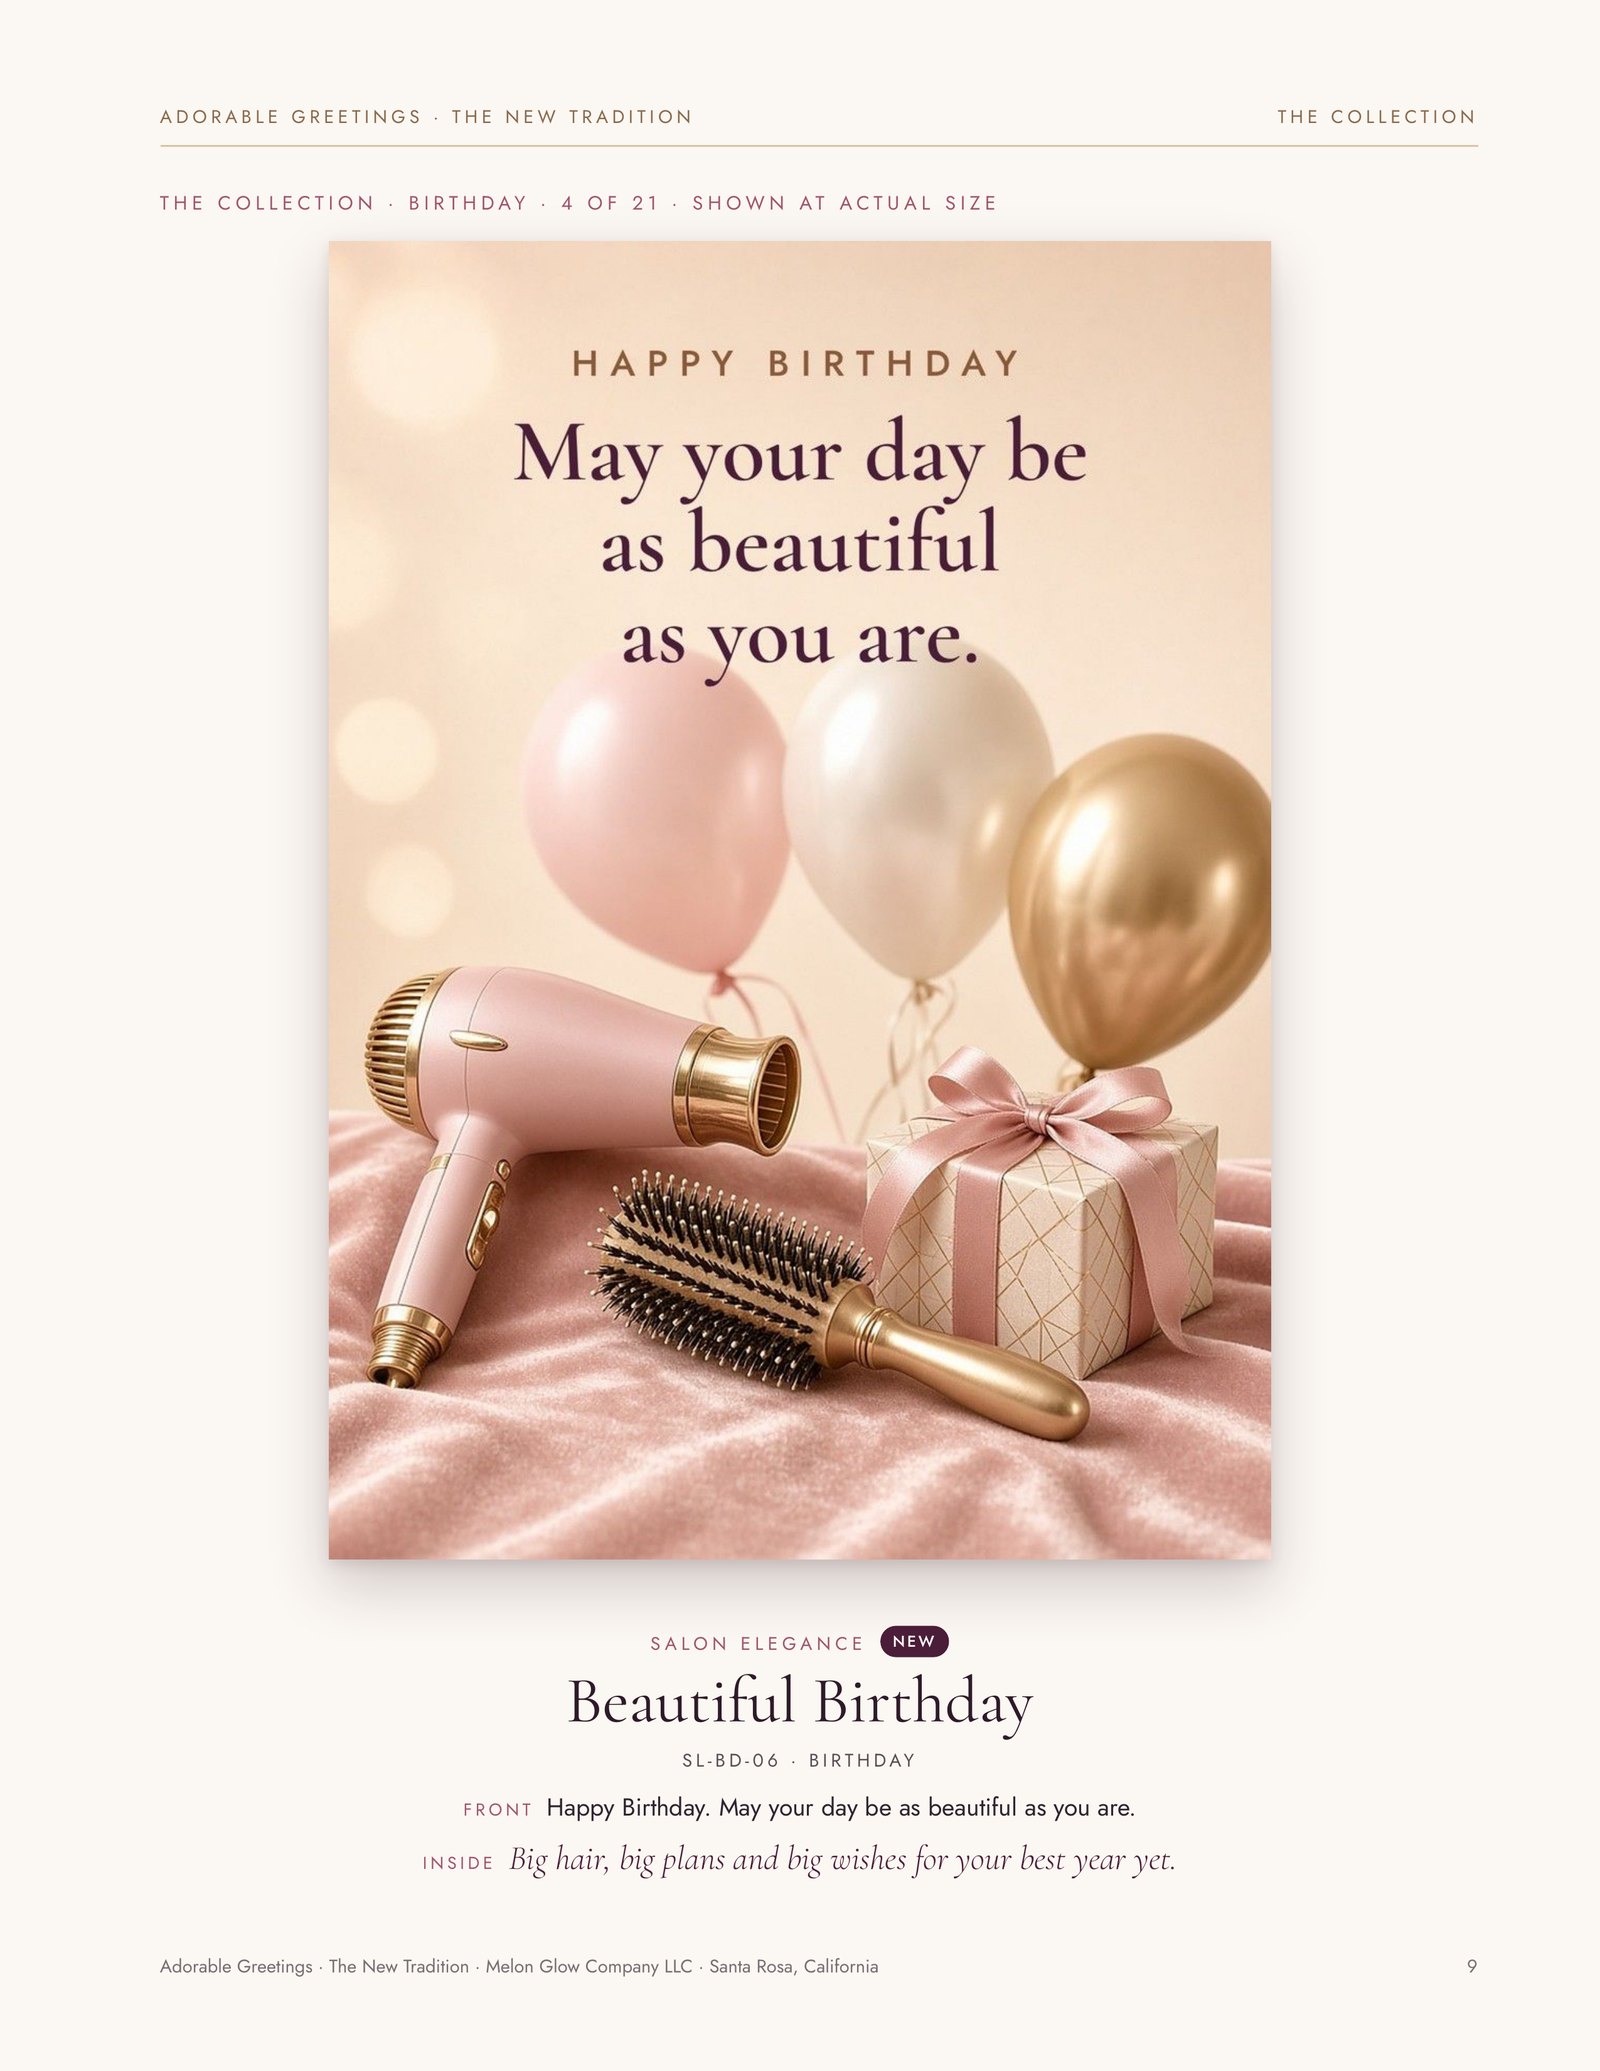 ADORABLE GREETINGS · THE NEW TRADITION
THE COLLECTION
THE COLLECTION · BIRTHDAY · 4 OF 21 · SHOWN AT ACTUAL SIZE
HAPPY BIRTHDAY
May your day be
as beautiful
as you are.
SALON ELEGANCE NEW
Beautiful Birthday
SL-BD-06 · BIRTHDAY
FRONT Happy Birthday. May your day be as beautiful as you are.
INSIDE Big hair, big plans and big wishes for your best year yet.
Adorable Greetings · The New Tradition · Melon Glow Company LLC · Santa Rosa, California
9